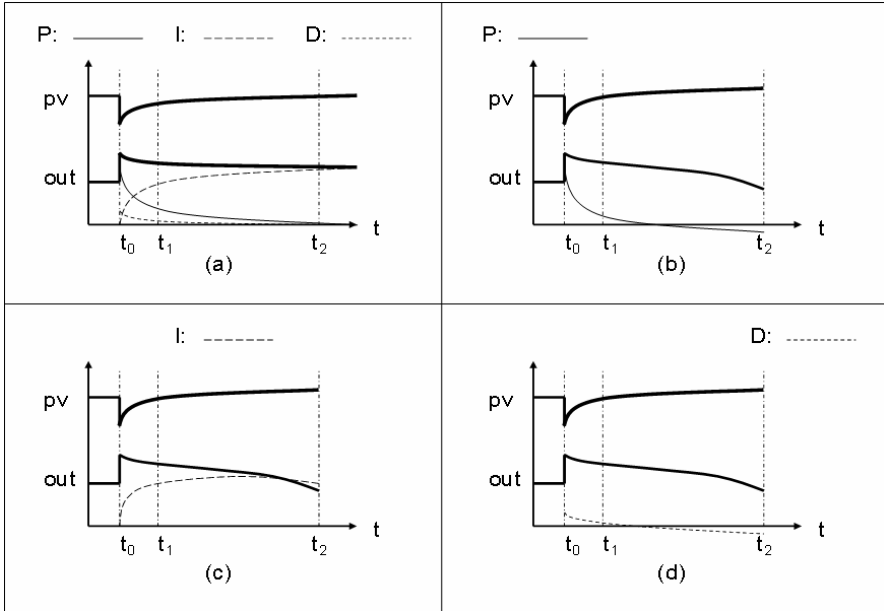 P: I: D:
pv
out
t
t0 t1 t2
(a)
P:
pv
out
t
t0 t1 t2
(b)
I:
pv
out
t
t0 t1 t2
(c)
D:
pv
out
t
t0 t1 t2
(d)